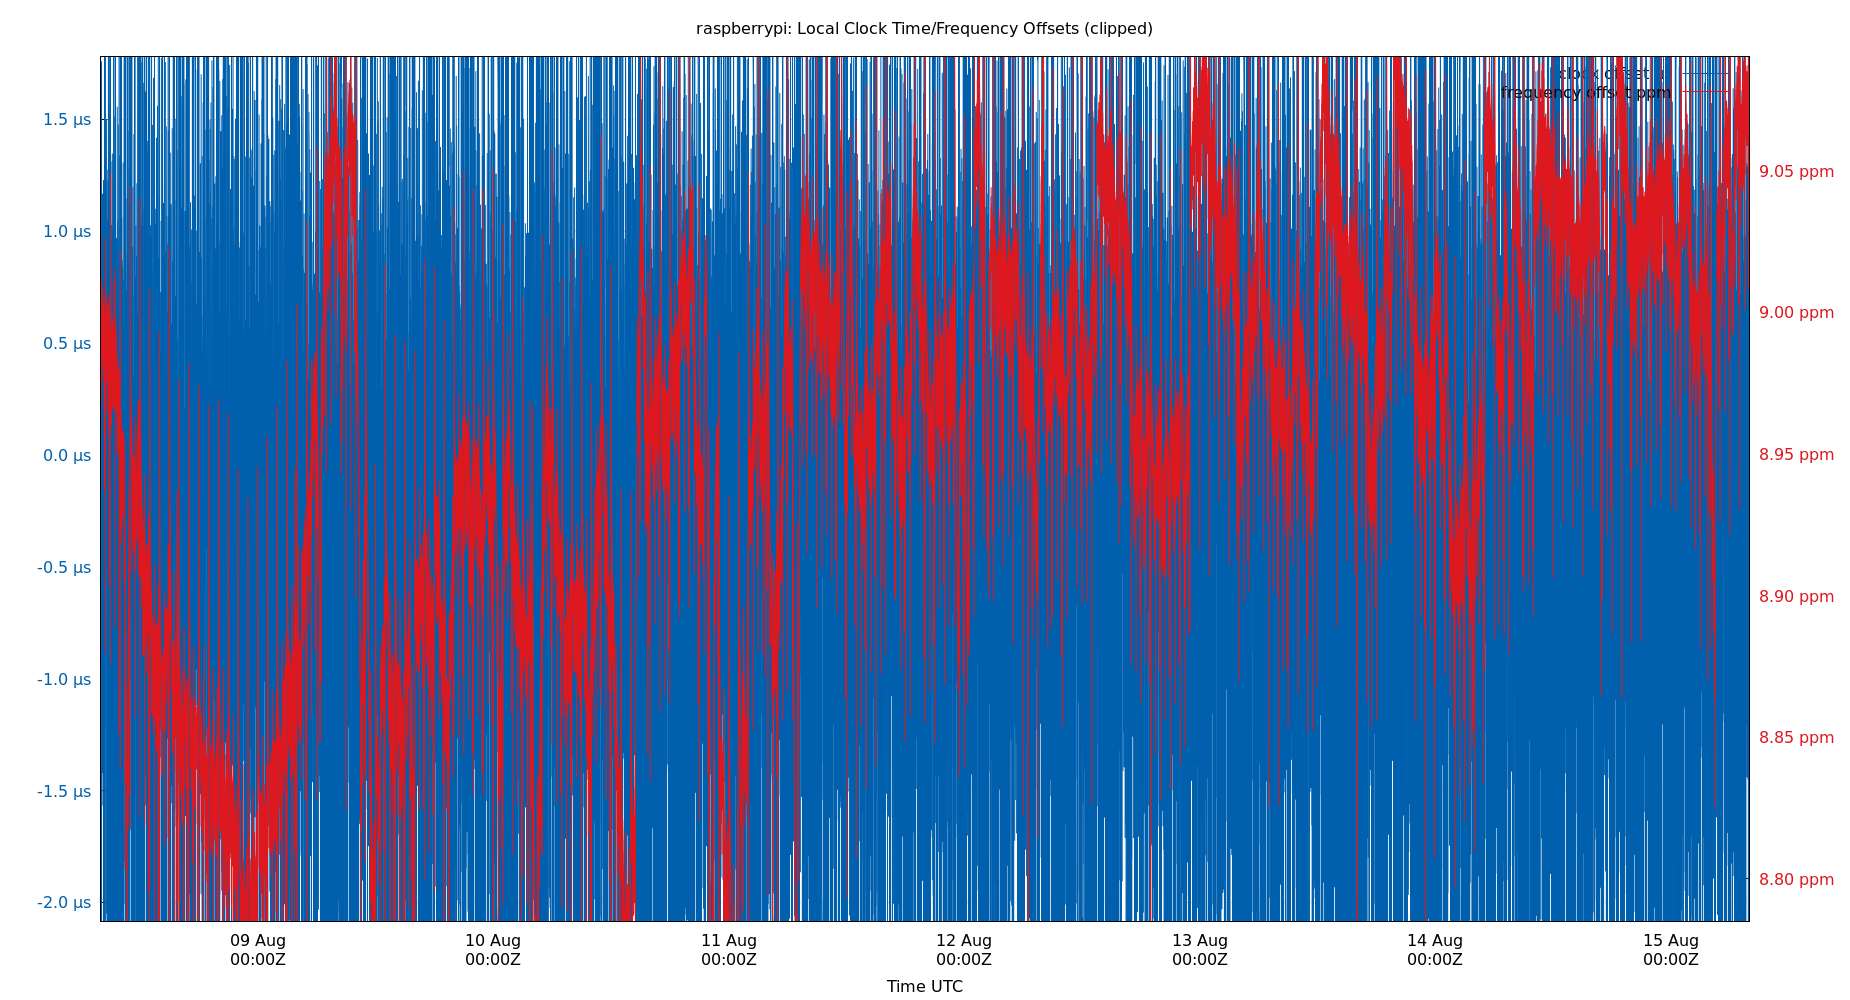 raspberrypi: Local Clock Time/Frequency Offsets (clipped)
frequency offset ppm
1.5 µs
1.0 µs
0.5 µs
0.0 µs
-0.5 µs
-1.0 µs
-1.5 µs
-2.0 µs
9.05 ppm
9.00 ppm
8.95 ppm
8.90 ppm
8.85 ppm
8.80 ppm
09 Aug
00:00Z
10 Aug
00:00Z
11 Aug
00:00Z
12 Aug
00:00Z
13 Aug
00:00Z
14 Aug
00:00Z
15 Aug
00:00Z
Time UTC